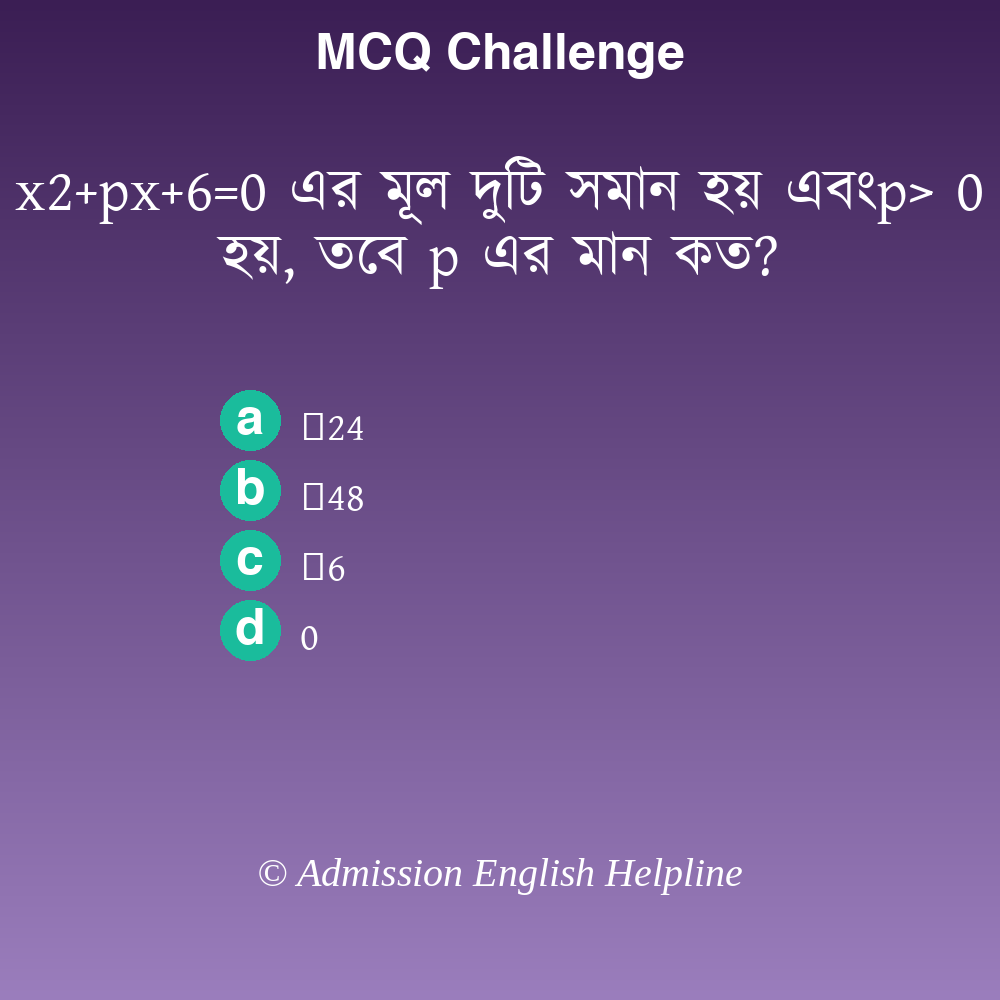 MCQ Challenge
x2+px+6=0 এর মূল দুটি সমান হয় এবংp> 0
হয়, তবে p এর মান কত?
a 24
b 48
c 6
d 0
© Admission English Helpline